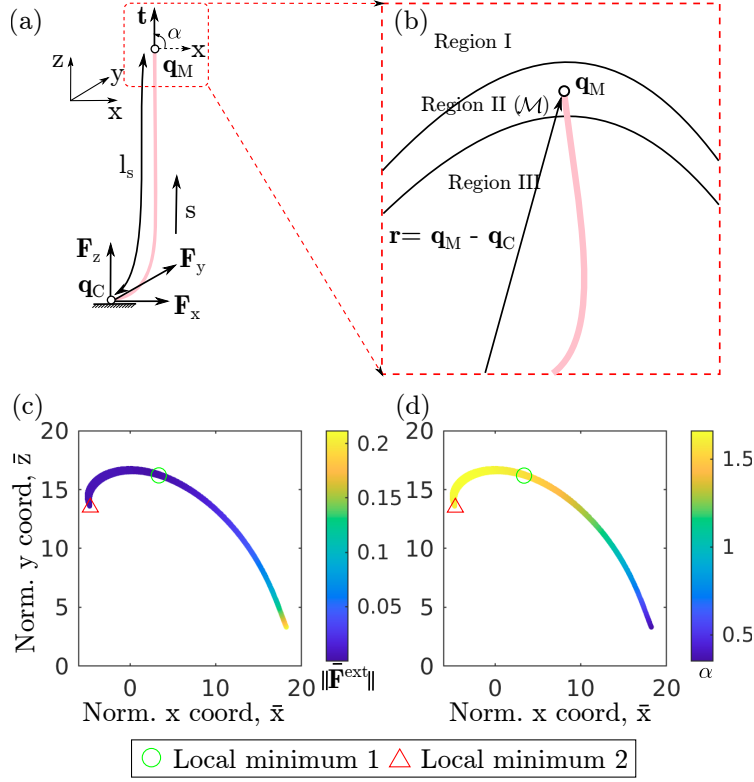 (a)
t
α
x
q_M
z
y
x
l_s
s
F_z
F_y
q_C
F_x
(b)
Region I
q_M
Region II (ℳ)
Region III
r= q_M - q_C
(c)
20
15
10
5
0
0 10 20
Norm. y coord, z̄
Norm. x coord, x̄
0.2
0.15
0.1
0.05
||F̄^ext||
(d)
20
15
10
5
0
0 10 20
Norm. x coord, x̄
1.5
1
0.5
α
Local minimum 1 Local minimum 2